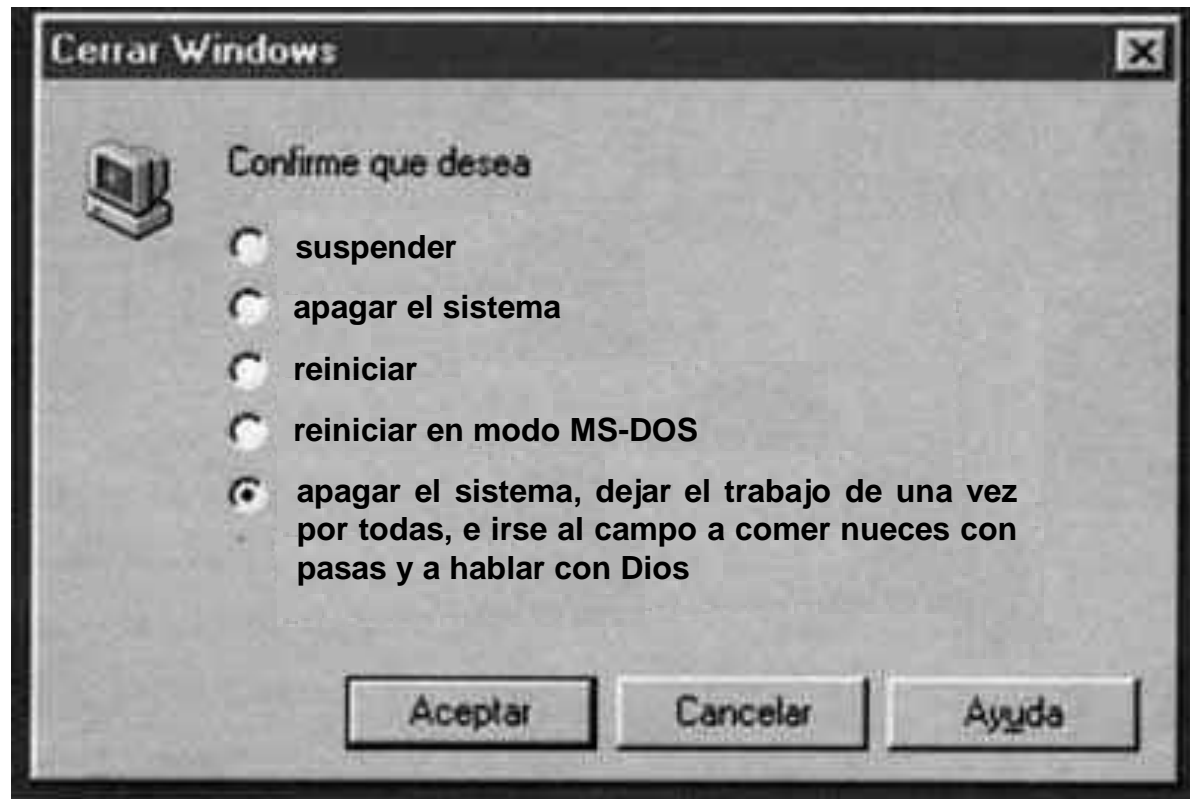 Cerrar Windows
Confirme que desea
suspender
apagar el sistema
reiniciar
reiniciar en modo MS-DOS
apagar el sistema, dejar el trabajo de una vez
por todas, e irse al campo a comer nueces con
pasas y a hablar con Dios
Aceptar
Cancelar
Ayuda